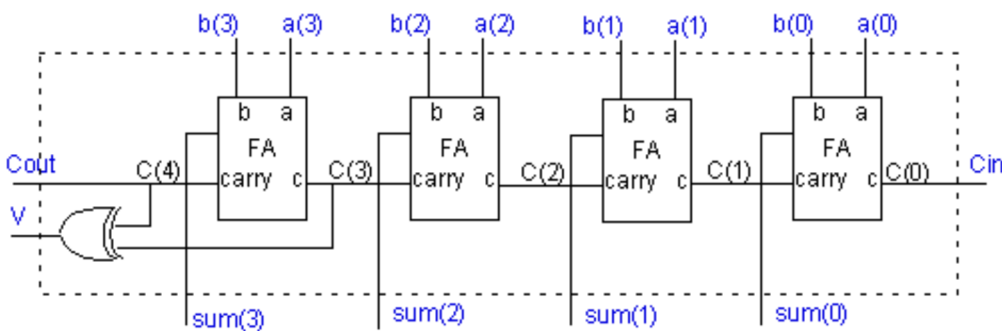 b(3) a(3) b(2) a(2) b(1) a(1) b(0) a(0)
b a b a b a b a
FA FA FA FA
Cout C(4) carry c C(3) carry c C(2) carry c C(1) carry c C(0) Cin
V
sum(3) sum(2) sum(1) sum(0)